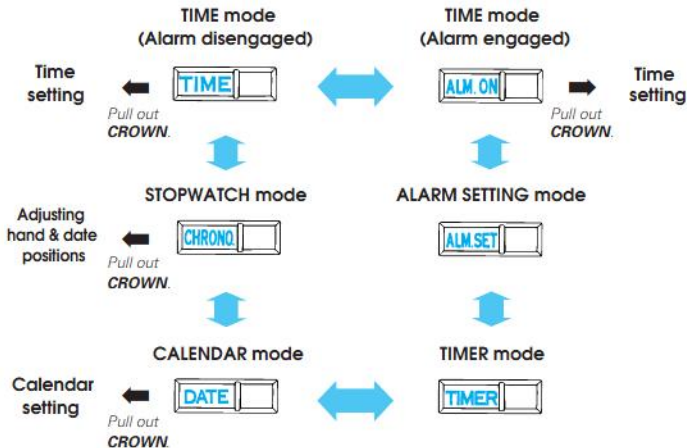 TIME mode
(Alarm disengaged)
TIME mode
(Alarm engaged)
Time
setting
Pull out
CROWN.
TIME
ALM. ON
Pull out
CROWN.
Time
setting
STOPWATCH mode
ALARM SETTING mode
Adjusting
hand & date
positions
Pull out
CROWN.
CHRONO.
ALM.SET
CALENDAR mode
TIMER mode
Calendar
setting
Pull out
CROWN.
DATE
TIMER